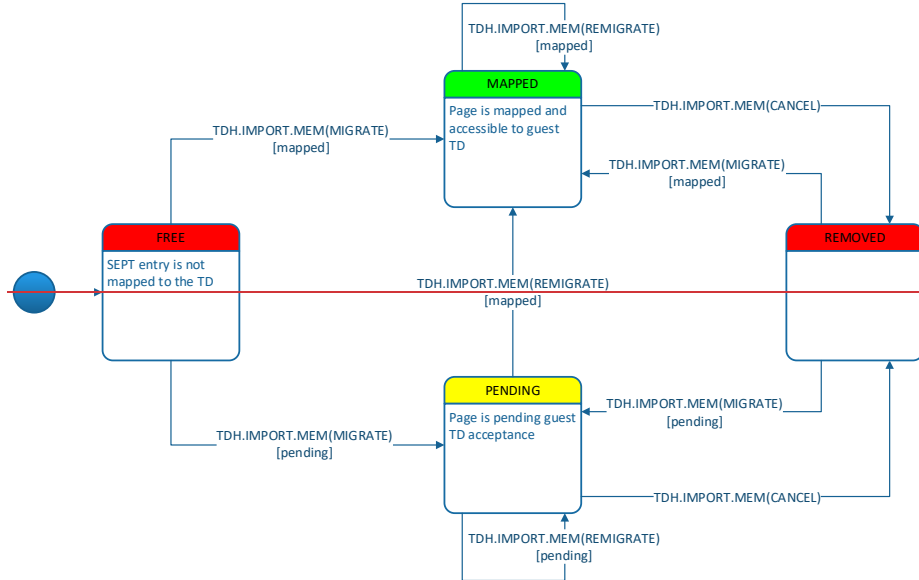 TDH.IMPORT.MEM(REMIGRATE)
[mapped]
MAPPED
Page is mapped and
accessible to guest
TD
TDH.IMPORT.MEM(CANCEL)
TDH.IMPORT.MEM(MIGRATE)
[mapped]
TDH.IMPORT.MEM(MIGRATE)
[mapped]
FREE
SEPT entry is not
mapped to the TD
REMOVED
TDH.IMPORT.MEM(REMIGRATE)
[mapped]
PENDING
Page is pending guest
TD acceptance
TDH.IMPORT.MEM(MIGRATE)
[pending]
TDH.IMPORT.MEM(MIGRATE)
[pending]
TDH.IMPORT.MEM(CANCEL)
TDH.IMPORT.MEM(REMIGRATE)
[pending]